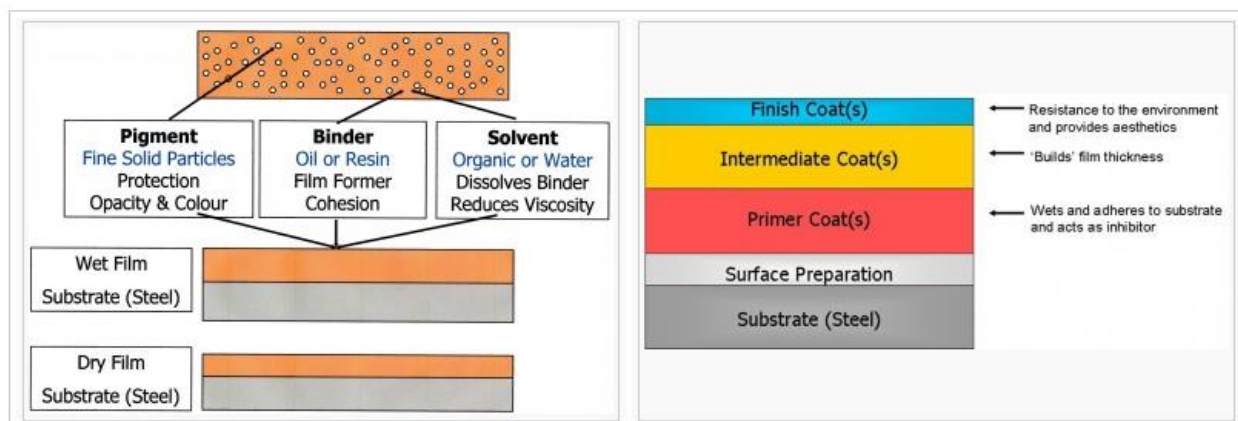 Pigment
Fine Solid Particles
Protection
Opacity & Colour
Binder
Oil or Resin
Film Former
Cohesion
Solvent
Organic or Water
Dissolves Binder
Reduces Viscosity
Wet Film
Substrate (Steel)
Dry Film
Substrate (Steel)
Finish Coat(s)
Resistance to the environment
and provides aesthetics
Intermediate Coat(s)
'Builds' film thickness
Primer Coat(s)
Wets and adheres to substrate
and acts as inhibitor
Surface Preparation
Substrate (Steel)